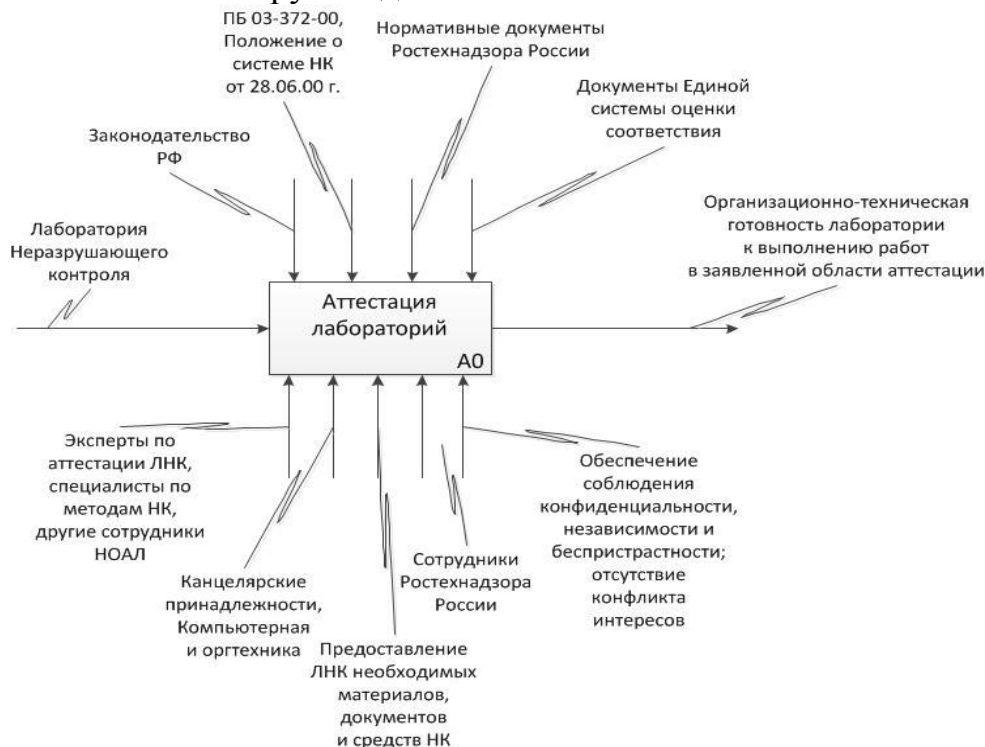 ПБ 03-372-00,
Положение о
системе НК
от 28.06.00 г.
Нормативные документы
Ростехнадзора России
Документы Единой
системы оценки
соответствия
Законодательство
РФ
Организационно-техническая
готовность лаборатории
к выполнению работ
в заявленной области аттестации
Лаборатория
Неразрушающего
контроля
Аттестация
лабораторий
А0
Эксперты по
аттестации ЛНК,
специалисты по
методам НК,
другие сотрудники
НОАЛ
Канцелярские
принадлежности,
Компьютерная
и оргтехника
Предоставление
ЛНК необходимых
материалов,
документов
и средств НК
Сотрудники
Ростехнадзора
России
Обеспечение
соблюдения
конфиденциальности,
независимости и
беспристрастности;
отсутствие
конфликта
интересов